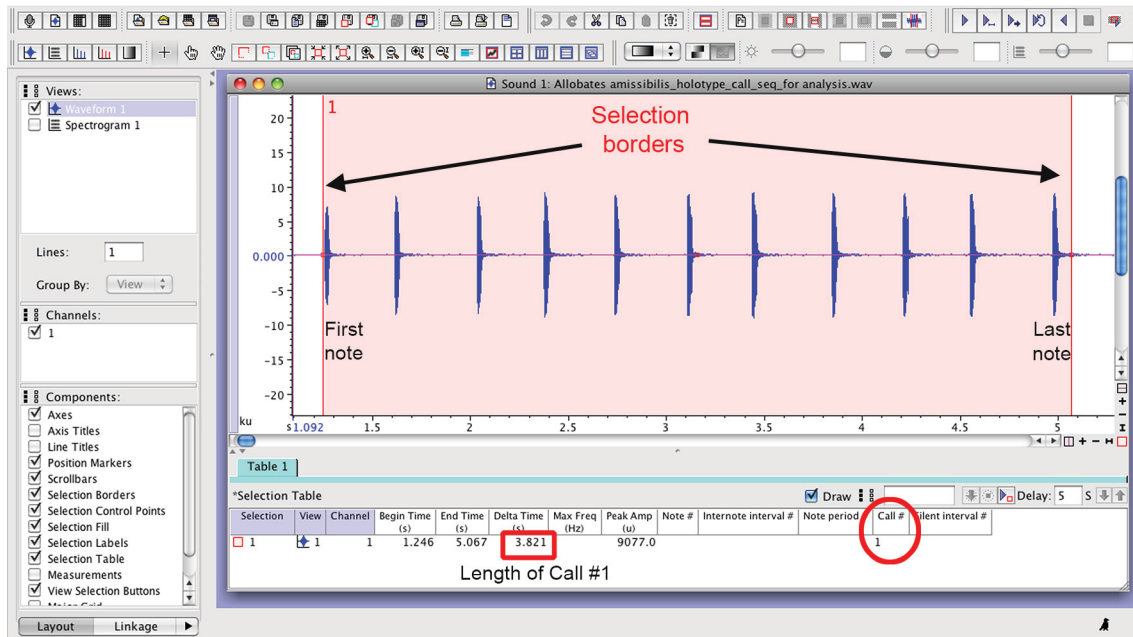 Delay: 5 S
Views:
Waveform 1
Spectrogram 1
Lines: 1
Group By: View
Channels:
1
Components:
Axes
Axis Titles
Line Titles
Position Markers
Scrollbars
Selection Borders
Selection Control Points
Selection Fill
Selection Labels
Selection Table
Measurements
View Selection Buttons
Major Grid
Layout Linkage
Sound 1: Allobates amissibilis_holotype_call_seq_for analysis.wav
1
Selection
borders
20
15
10
5
0.000
-5
-10
-15
-20
ku
First
note
Last
note
s 1.092 1.5 2 2.5 3 3.5 4 4.5 5
Table 1
*Selection Table Draw
Selection View Channel Begin Time (s) End Time (s) Delta Time (s) Max Freq (Hz) Peak Amp (u) Note # Internote interval # Note period Call # Silent interval #
1 1 1 1.246 5.067 3.821 9077.0 1
Length of Call #1